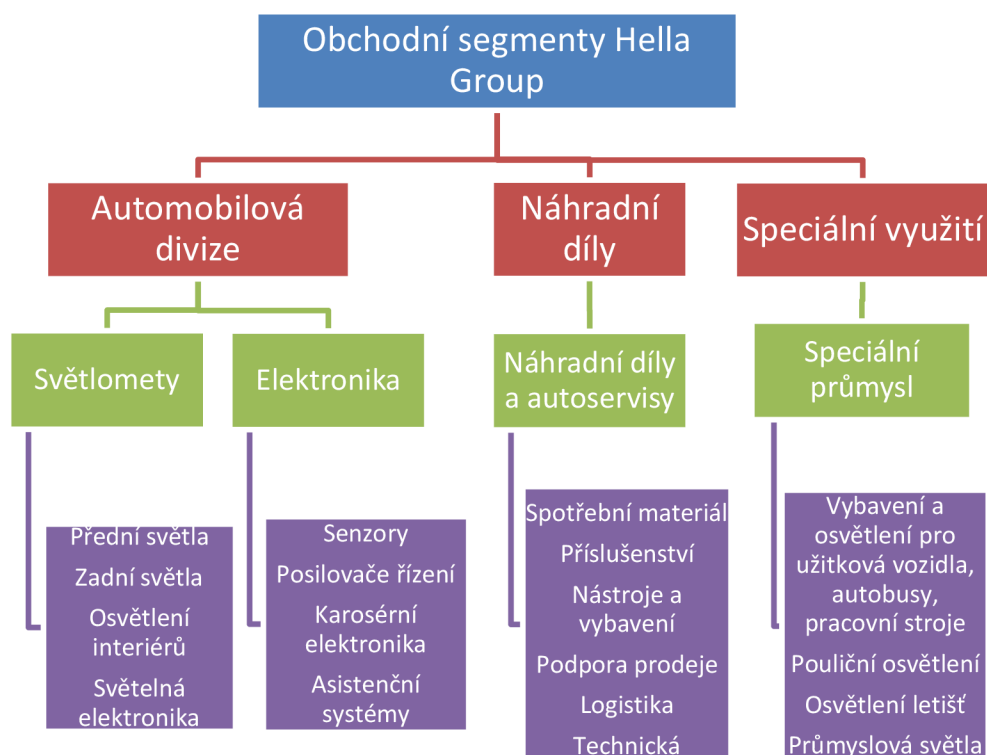 Obchodní segmenty Hella
Group
Automobilová
divize
Náhradní
díly
Speciální využití
Světlomety
Elektronika
Náhradní díly
a autoservisy
Speciální
průmysl
Přední světla
Zadní světla
Osvětlení
interiérů
Světelná
elektronika
Senzory
Posilovače řízení
Karosérní
elektronika
Asistenční
systémy
Spotřební materiál
Příslušenství
Nástroje a
vybavení
Podpora prodeje
Logistika
Technická
Vybavení a
osvětlení pro
užitková vozidla,
autobusy,
pracovní stroje
Pouliční osvětlení
Osvětlení letišť
Průmyslová světla